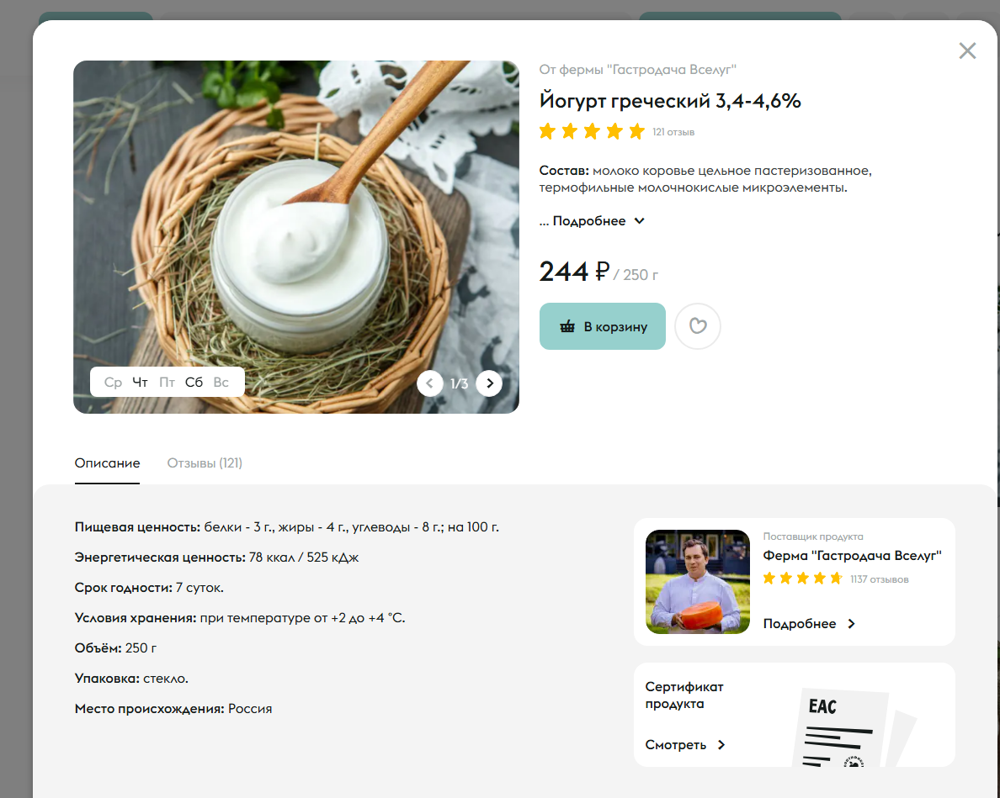 От фермы "Гастродача Вселуг"
Йогурт греческий 3,4-4,6%
121 отзыв
Состав: молоко коровье цельное пастеризованное,
термофильные молочнокислые микроэлементы.
... Подробнее
244 ₽ / 250 г
В корзину
Ср Чт Пт Сб Вс
1/3
Описание Отзывы (121)
Пищевая ценность: белки - 3 г., жиры - 4 г., углеводы - 8 г.; на 100 г.
Энергетическая ценность: 78 ккал / 525 кДж
Срок годности: 7 суток.
Условия хранения: при температуре от +2 до +4 °С.
Объём: 250 г
Упаковка: стекло.
Место происхождения: Россия
Поставщик продукта
Ферма "Гастродача Вселуг"
1137 отзывов
Подробнее
Сертификат
продукта
Смотреть
ЕАС